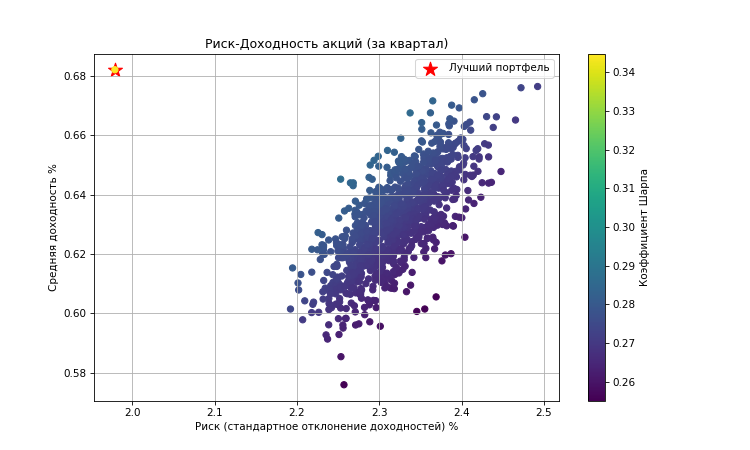 Риск-Доходность акций (за квартал)
Лучший портфель
Средняя доходность %
0.68
0.66
0.64
0.62
0.60
0.58
2.0 2.1 2.2 2.3 2.4 2.5
Риск (стандартное отклонение доходностей) %
0.34
0.33
0.32
0.31
0.30
0.29
0.28
0.27
0.26
Коэффициент Шарпа